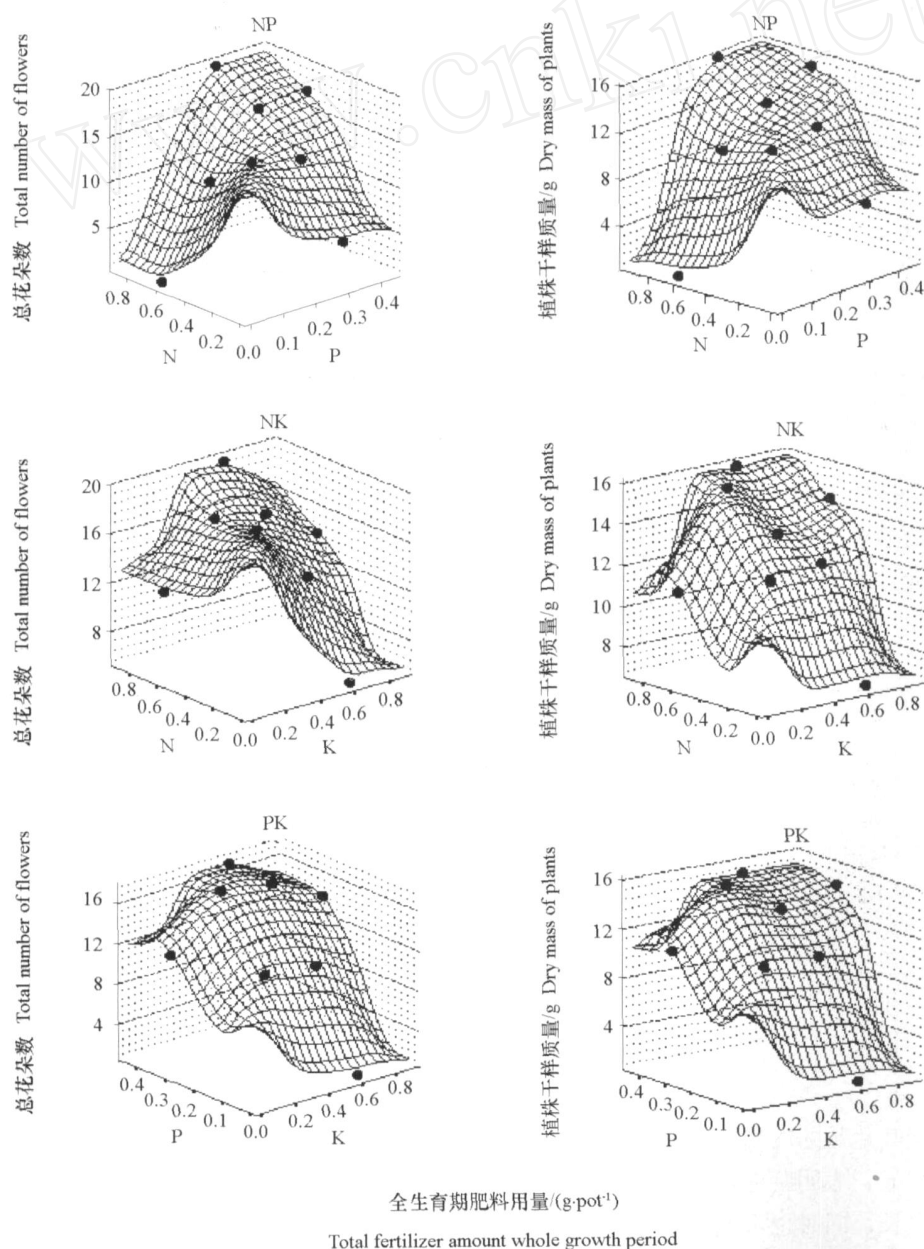 www.cnki.net
NP
总花朵数 Total number of flowers
20
15
10
5
0.8
0.6
0.4
0.2
0.0
N
0.1
0.2
0.3
0.4
P
NP
植株干样质量/g Dry mass of plants
16
12
8
4
0.8
0.6
0.4
0.2
0.0
N
0.1
0.2
0.3
0.4
P
NK
总花朵数 Total number of flowers
20
16
12
8
0.8
0.6
0.4
0.2
0.0
N
0.2
0.4
0.6
0.8
K
NK
植株干样质量/g Dry mass of plants
16
14
12
10
8
0.8
0.6
0.4
0.2
0.0
N
0.2
0.4
0.6
0.8
K
PK
总花朵数 Total number of flowers
16
12
8
4
0.4
0.3
0.2
0.1
0.0
P
0.2
0.4
0.6
0.8
K
PK
植株干样质量/g Dry mass of plants
16
12
8
4
0.4
0.3
0.2
0.1
0.0
P
0.2
0.4
0.6
0.8
K
全生育期肥料用量/(g·pot⁻¹)
Total fertilizer amount whole growth period